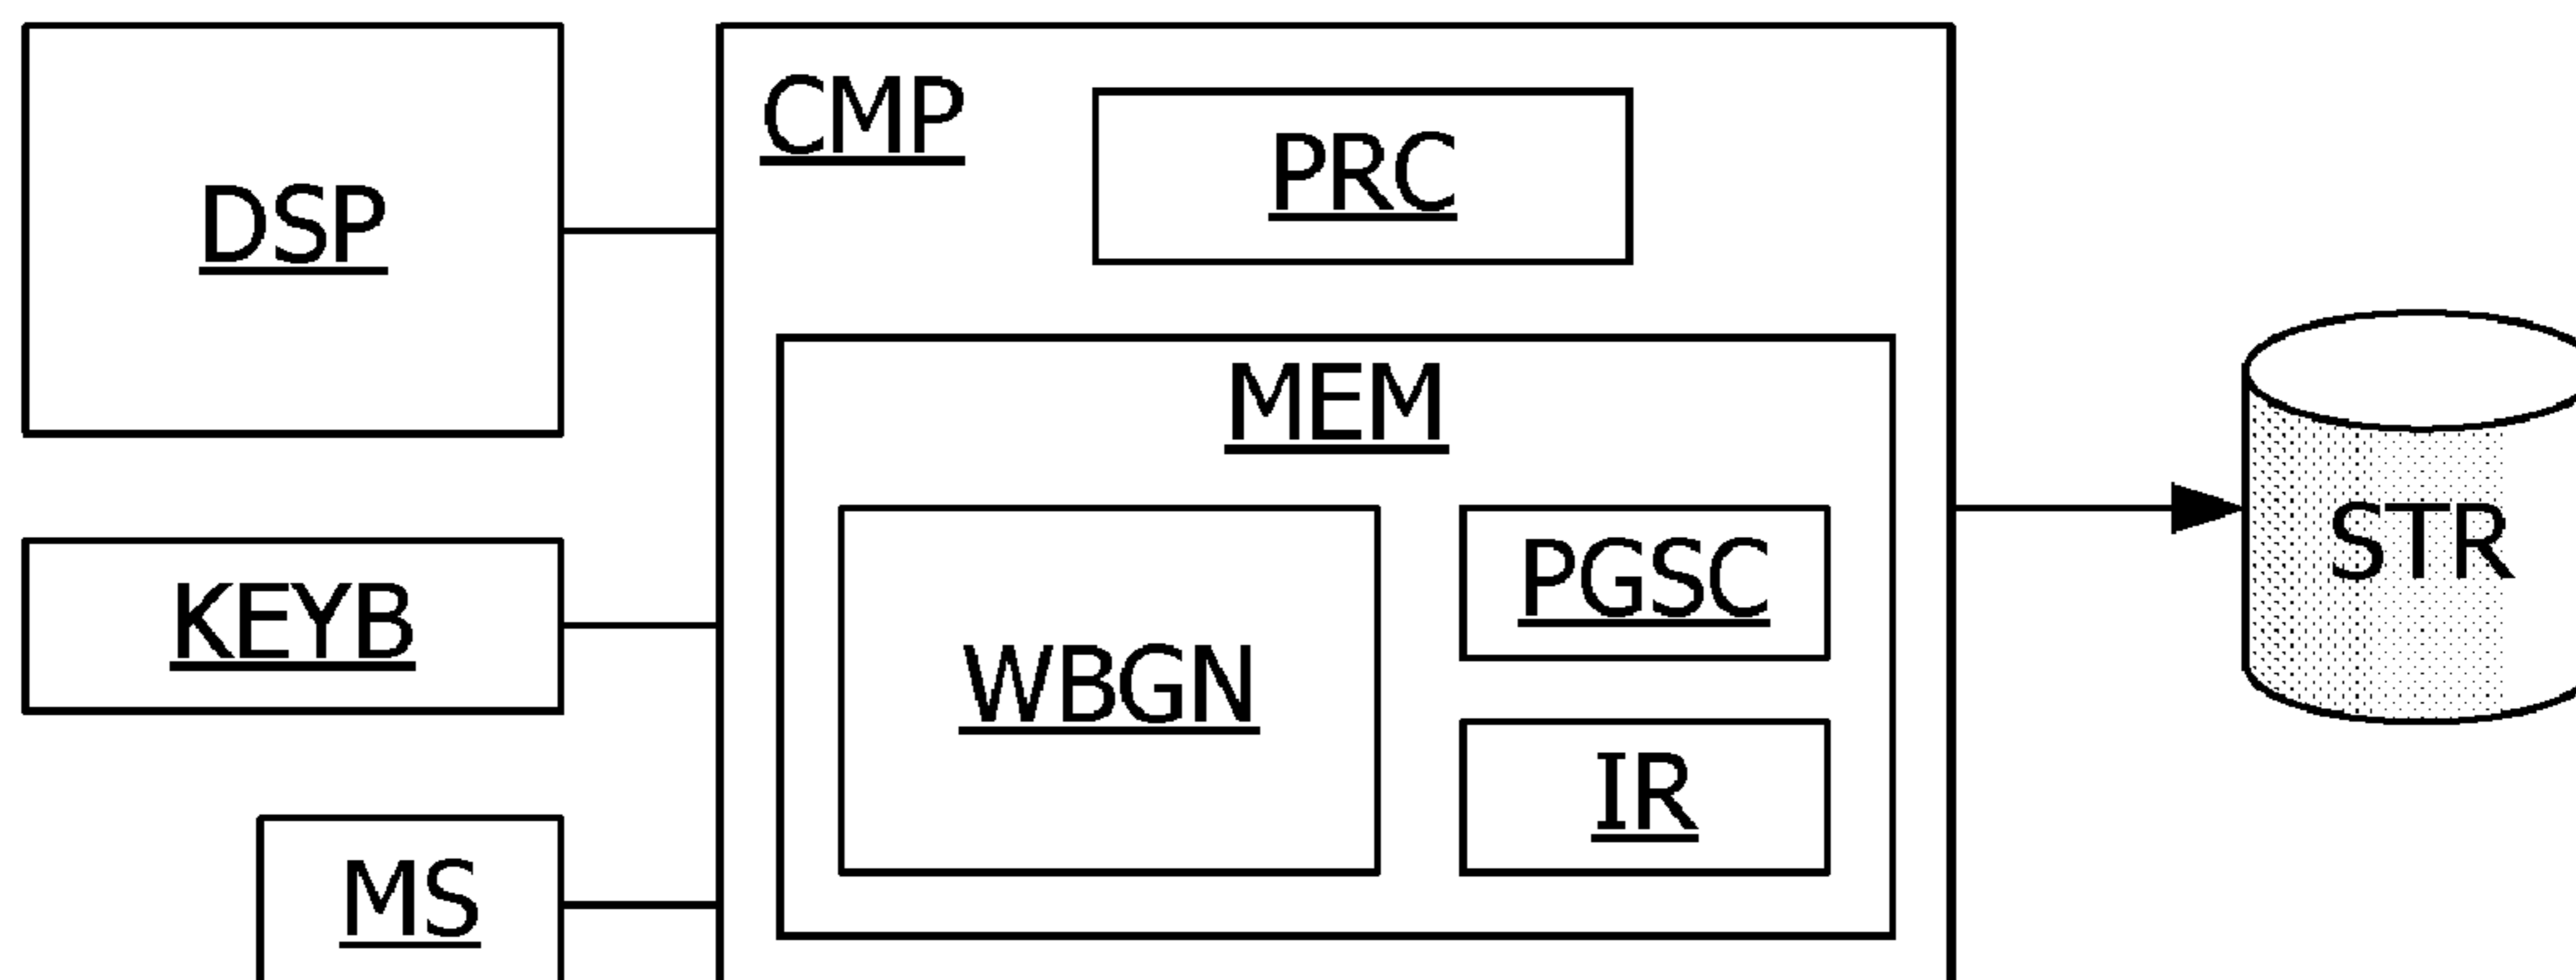 DSP
KEYB
MS
CMP
PRC
MEM
WBGN
PGSC
IR
STR